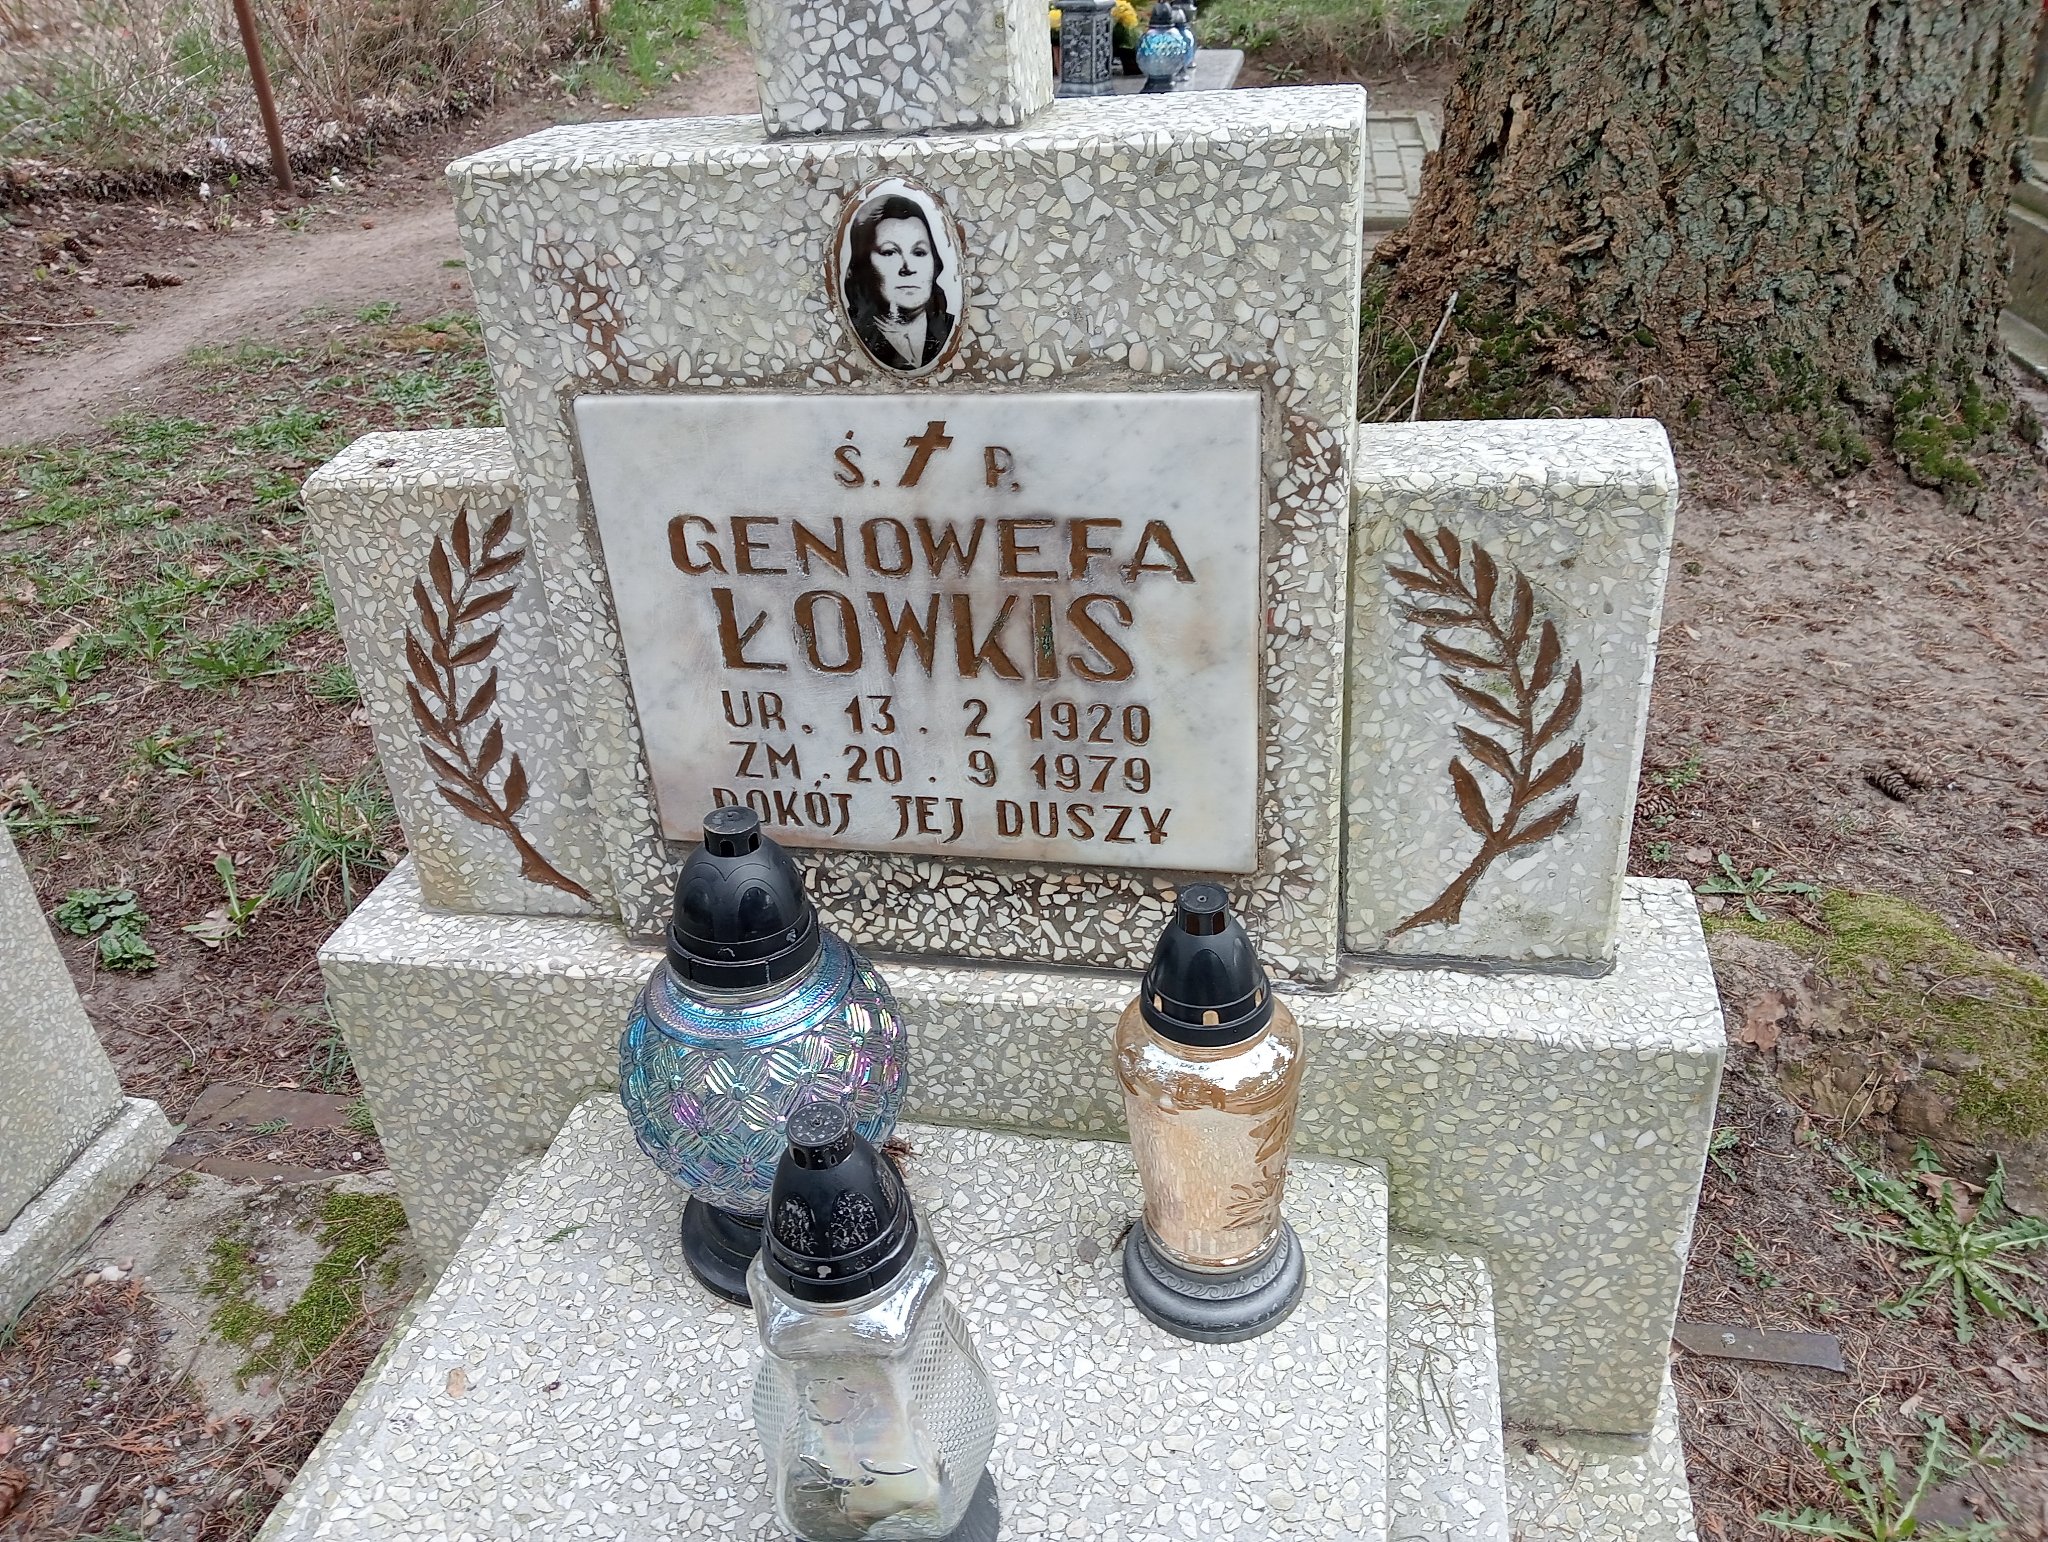 Ś. P.
GENOWEFA
ŁOWKIS
UR. 13. 2 1920
ZM. 20. 9 1979
POKÓJ JEJ DUSZY